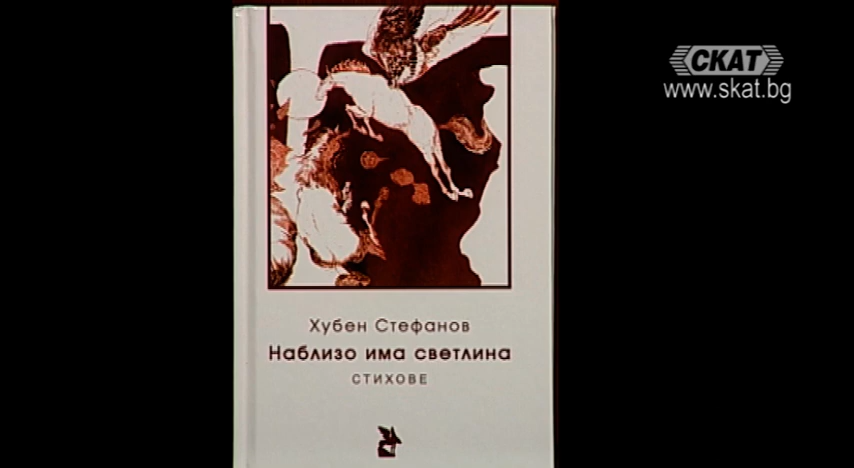 СКАТ
www.skat.bg
Хубен Стефанов
Наблизо има светлина
СТИХОВЕ